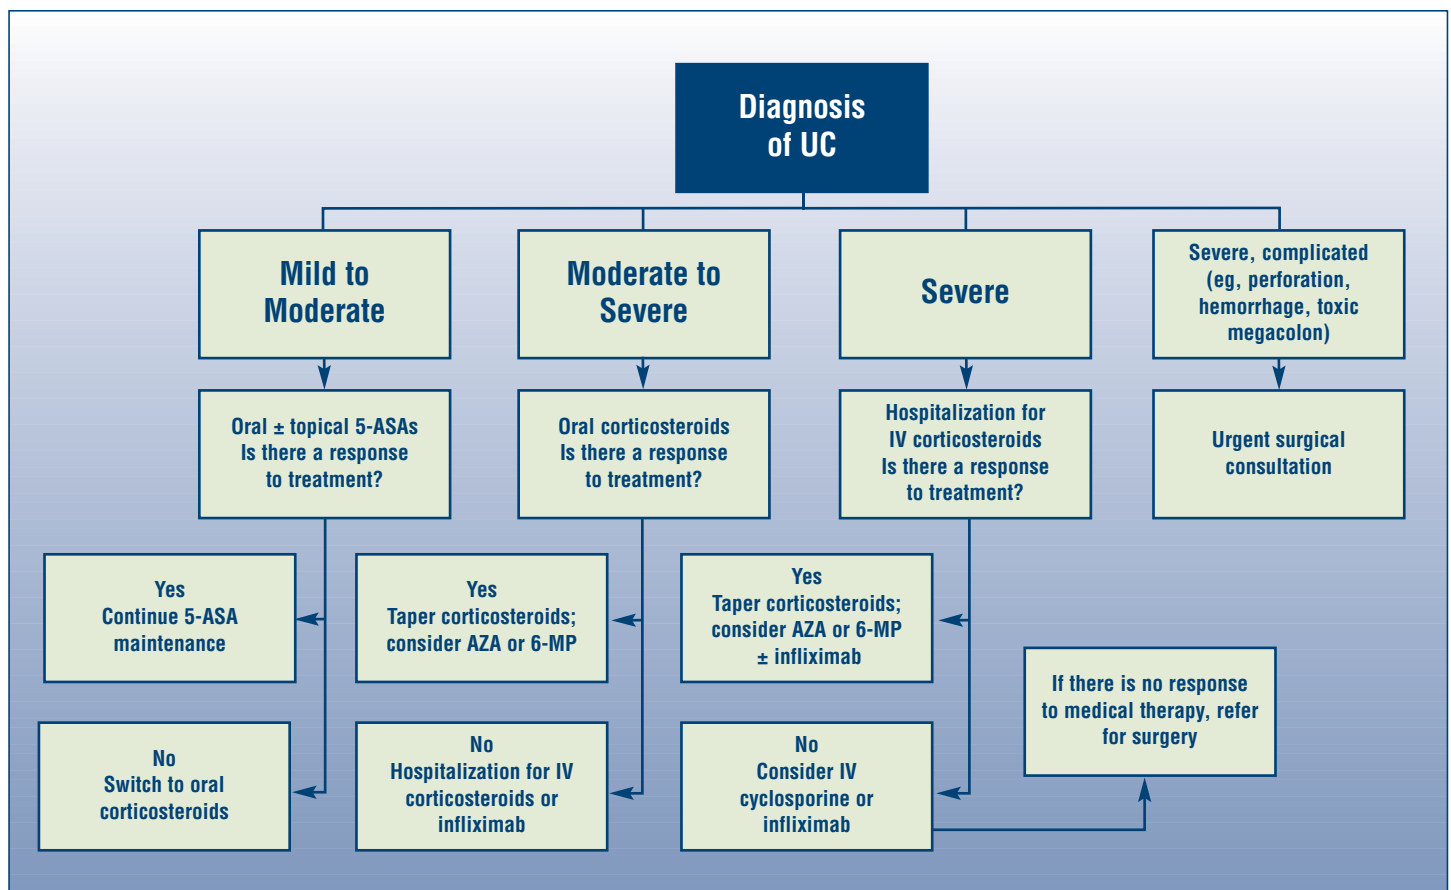 Diagnosis
of UC
Mild to
Moderate
Moderate to
Severe
Severe
Severe, complicated
(eg, perforation,
hemorrhage, toxic
megacolon)
Oral ± topical 5-ASAs
Is there a response
to treatment?
Oral corticosteroids
Is there a response
to treatment?
Hospitalization for
IV corticosteroids
Is there a response
to treatment?
Urgent surgical
consultation
Yes
Continue 5-ASA
maintenance
Yes
Taper corticosteroids;
consider AZA or 6-MP
Yes
Taper corticosteroids;
consider AZA or 6-MP
± infliximab
If there is no response
to medical therapy, refer
for surgery
No
Switch to oral
corticosteroids
No
Hospitalization for IV
corticosteroids or
infliximab
No
Consider IV
cyclosporine or
infliximab